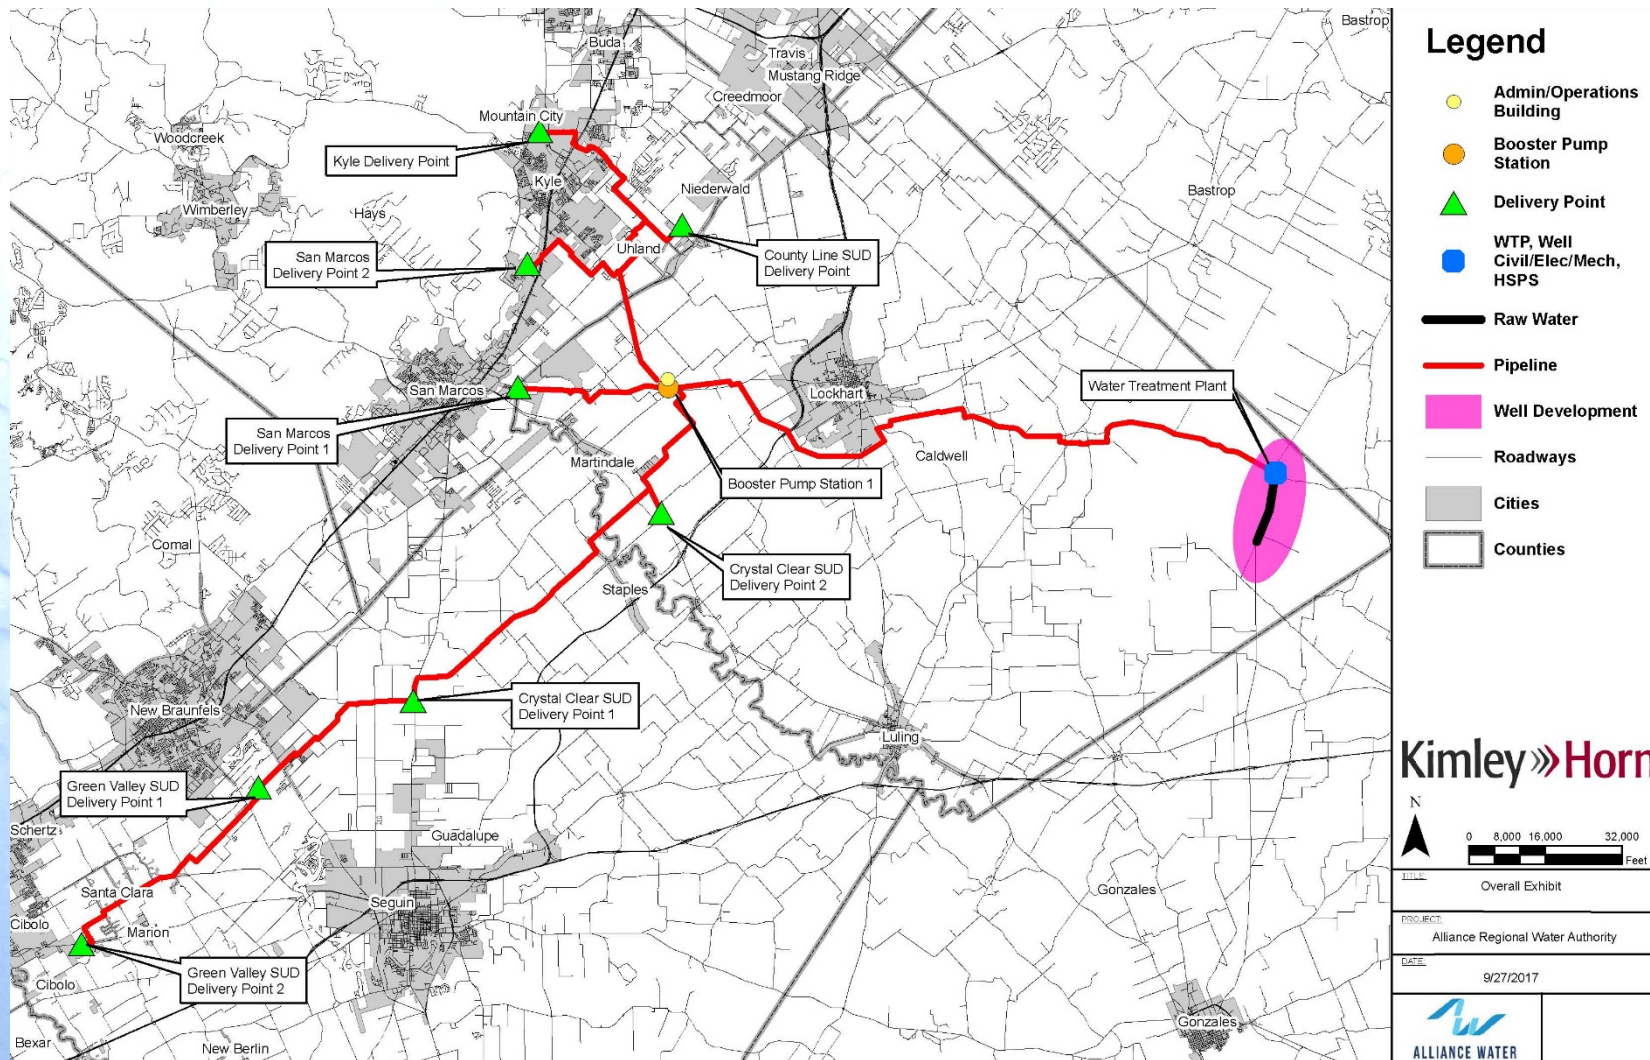 Buda
Travis
Mustang Ridge
Creedmoor
Bastrop
Mountain City
Woodcreek
Kyle Delivery Point
Kyle
Niederwald
Bastrop
Wimberley
Hays
Uhland
San Marcos
Delivery Point 2
County Line SUD
Delivery Point
San Marcos
Lockhart
Water Treatment Plant
San Marcos
Delivery Point 1
Martindale
Caldwell
Booster Pump Station 1
Comal
Crystal Clear SUD
Delivery Point 2
Staples
New Braunfels
Crystal Clear SUD
Delivery Point 1
Luling
Green Valley SUD
Delivery Point 1
Schertz
Guadalupe
Santa Clara
Seguin
Gonzales
Cibolo
Marion
Green Valley SUD
Delivery Point 2
Cibolo
Gonzales
Bexar
New Berlin
Legend
Admin/Operations
Building
Booster Pump
Station
Delivery Point
WTP, Well
Civil/Elec/Mech,
HSPS
Raw Water
Pipeline
Well Development
Roadways
Cities
Counties
Kimley»Horn
N
0 8,000 16,000 32,000
Feet
TITLE:
Overall Exhibit
PROJECT:
Alliance Regional Water Authority
DATE:
9/27/2017
ALLIANCE WATER